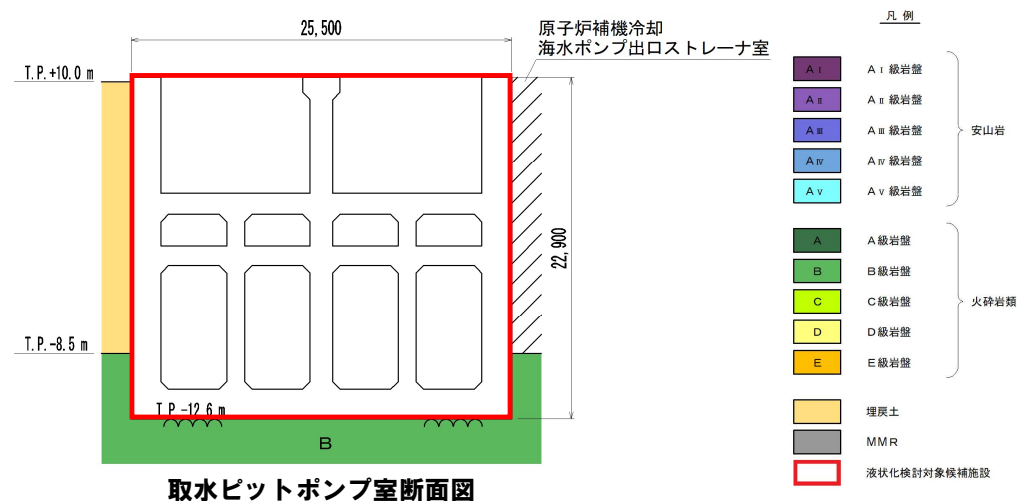 25,500
原子炉補機冷却
海水ポンプ出口ストレーナ室
T.P.+10.0 m
22,900
T.P.-8.5 m
T.P.-12.6 m
B
取水ピットポンプ室断面図
凡 例
AⅠ AⅠ級岩盤
AⅡ AⅡ級岩盤
AⅢ AⅢ級岩盤 安山岩
AⅣ AⅣ級岩盤
AⅤ AⅤ級岩盤
A A級岩盤
B B級岩盤
C C級岩盤 火砕岩類
D D級岩盤
E E級岩盤
埋戻土
MMR
液状化検討対象候補施設